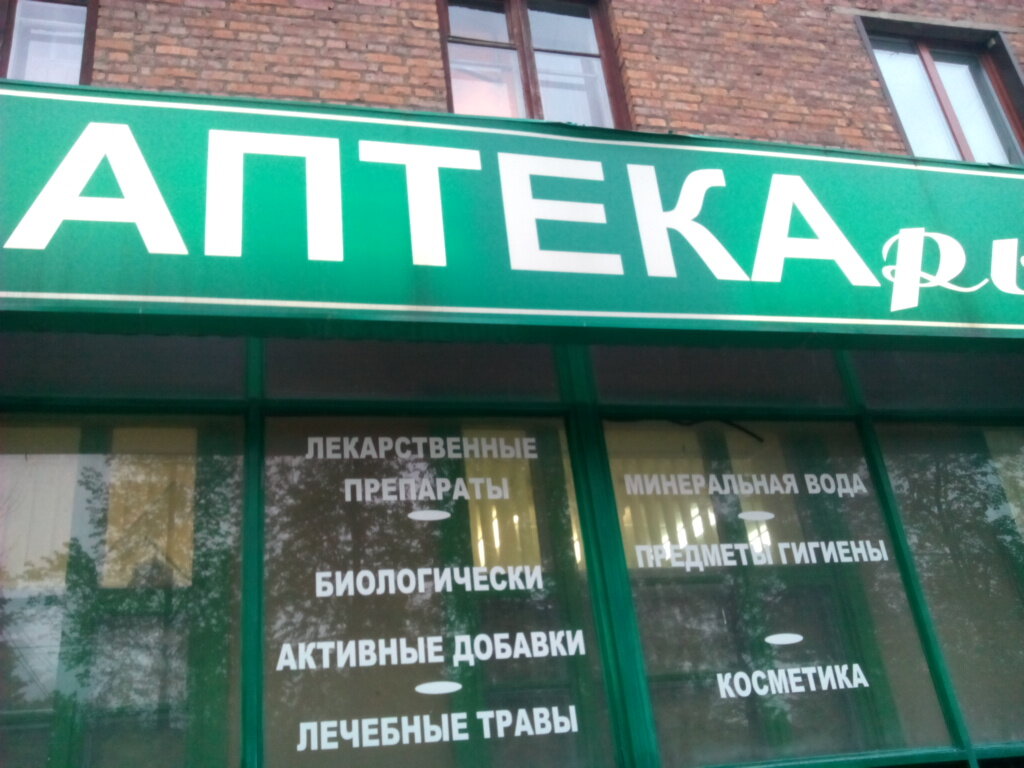 АПТЕКА
ЛЕКАРСТВЕННЫЕ
ПРЕПАРАТЫ
БИОЛОГИЧЕСКИ
АКТИВНЫЕ ДОБАВКИ
ЛЕЧЕБНЫЕ ТРАВЫ
МИНЕРАЛЬНАЯ ВОДА
ПРЕДМЕТЫ ГИГИЕНЫ
КОСМЕТИКА